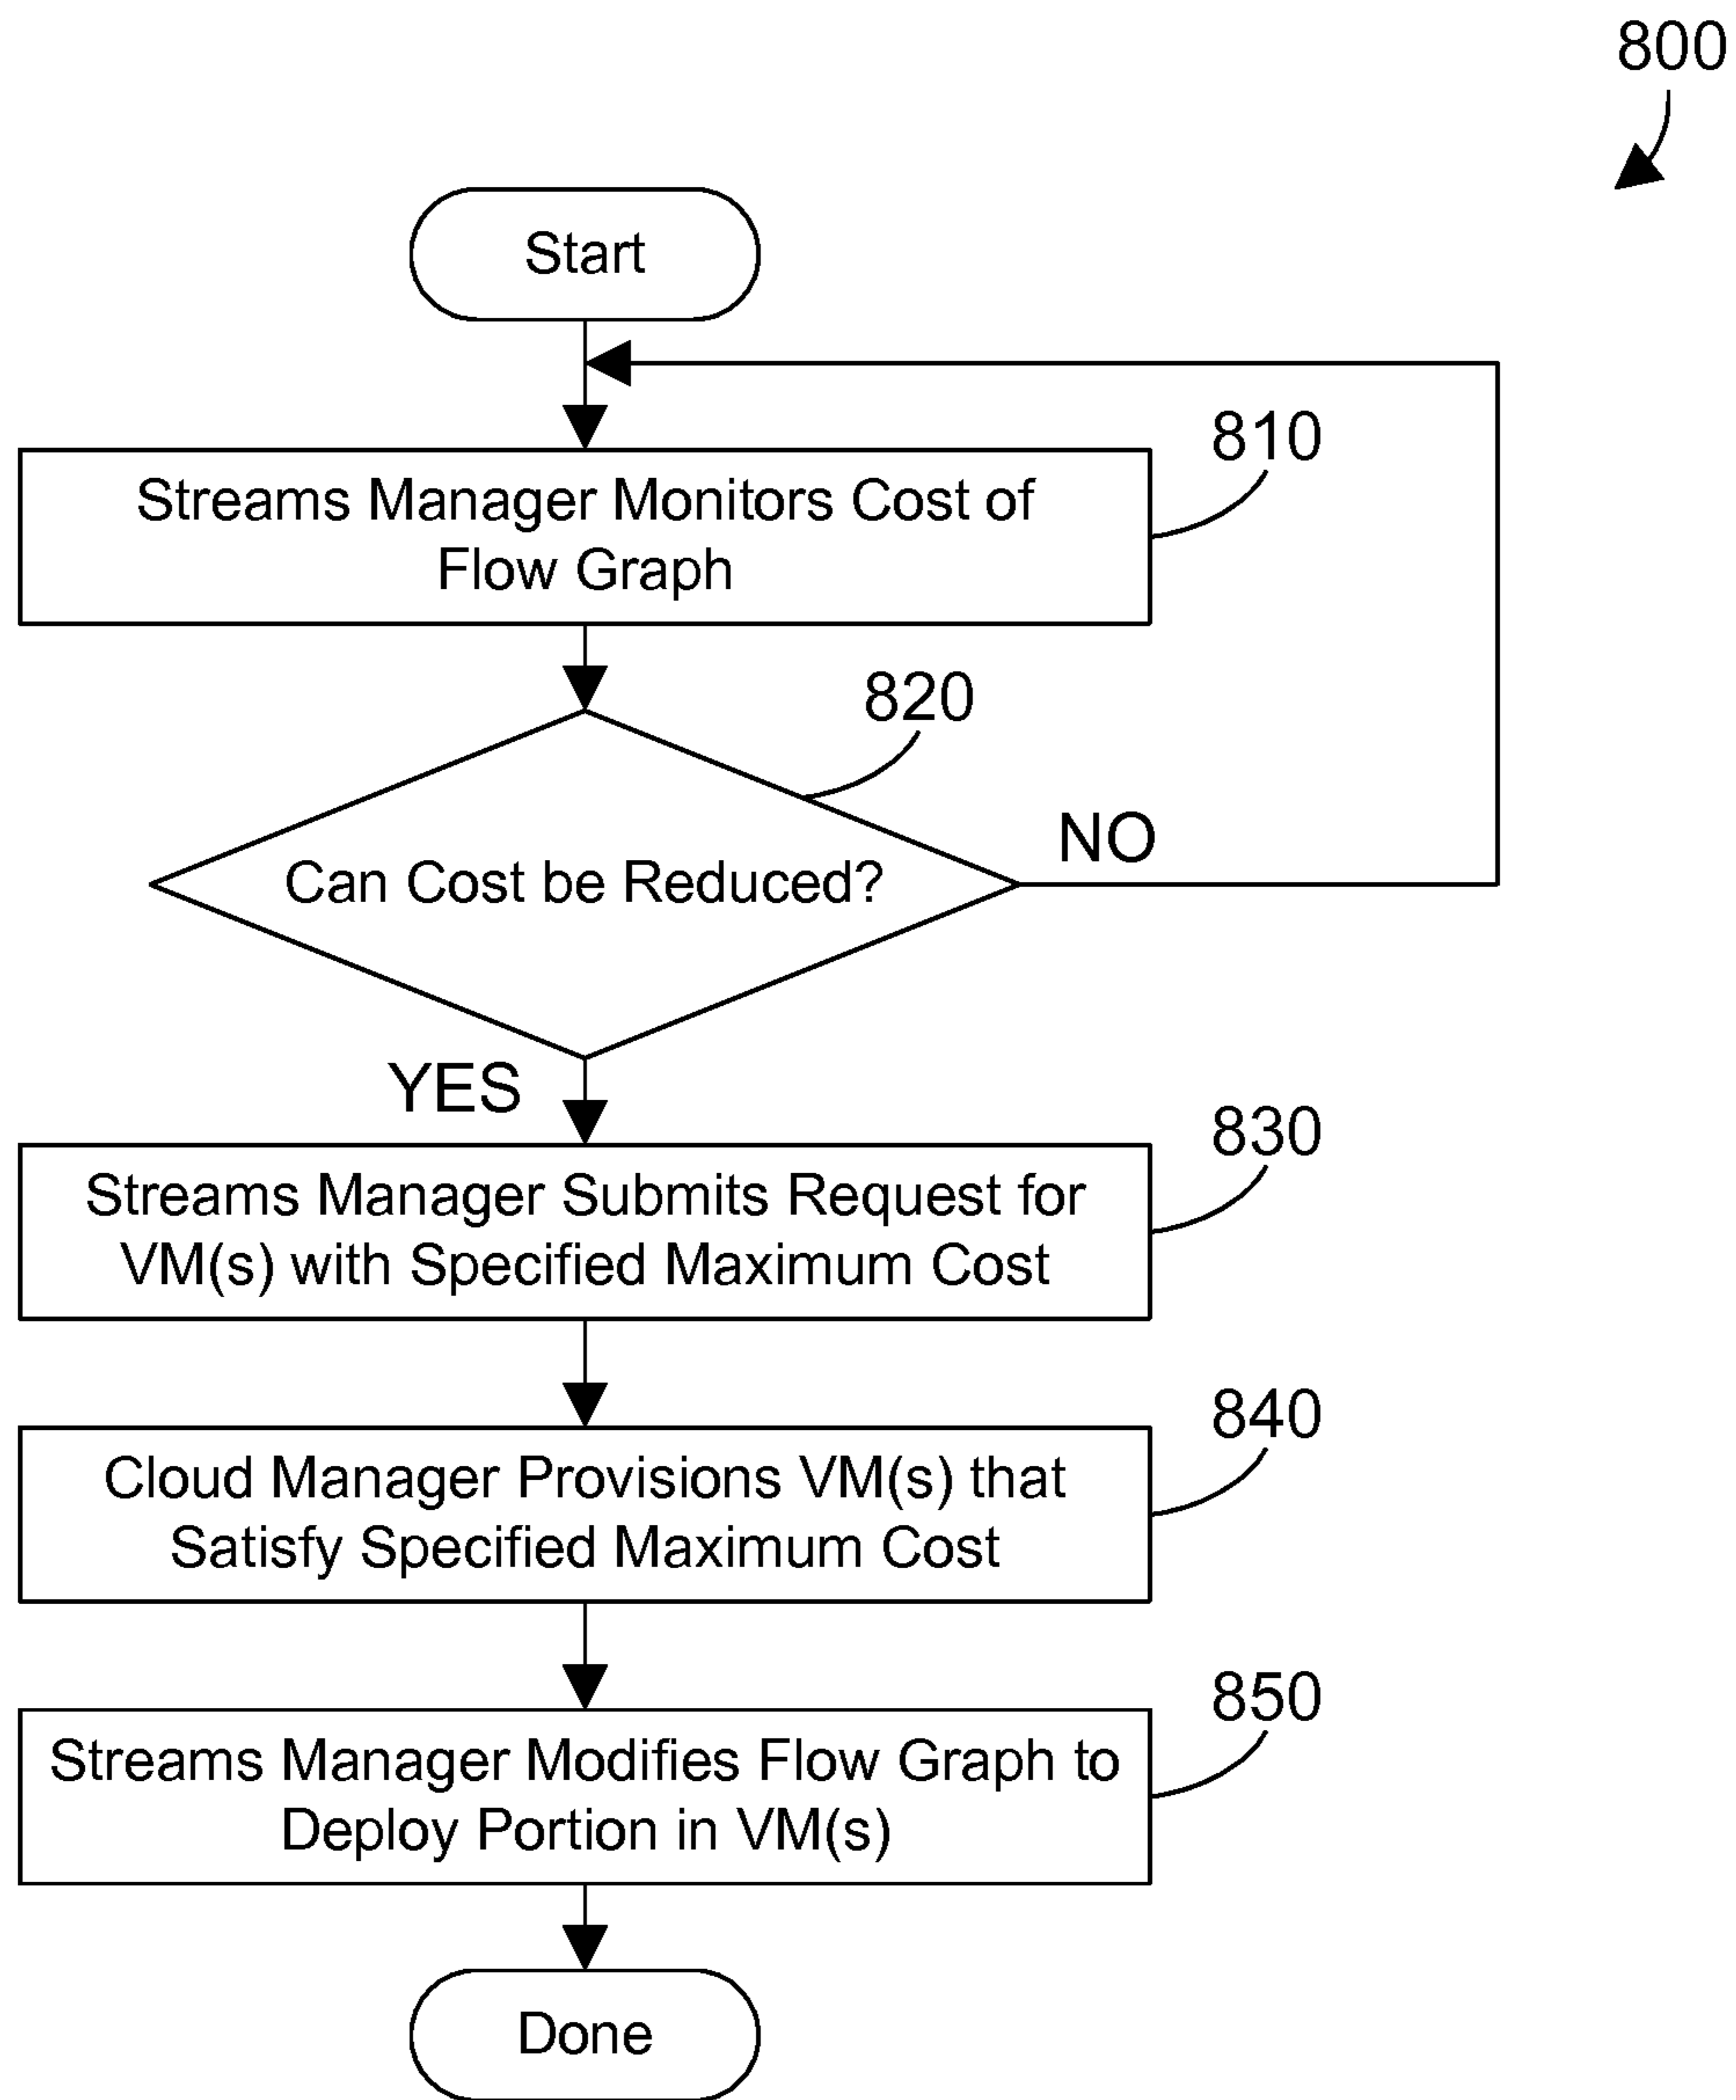 800
Start
810
Streams Manager Monitors Cost of
Flow Graph
820
Can Cost be Reduced?
NO
YES
830
Streams Manager Submits Request for
VM(s) with Specified Maximum Cost
840
Cloud Manager Provisions VM(s) that
Satisfy Specified Maximum Cost
850
Streams Manager Modifies Flow Graph to
Deploy Portion in VM(s)
Done